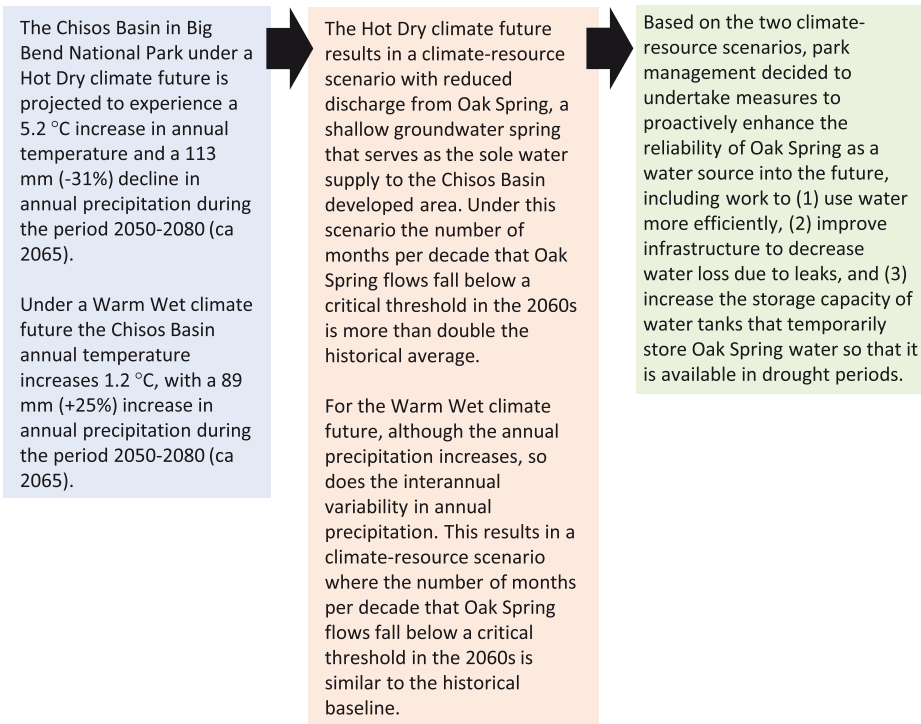 The Chisos Basin in Big
Bend National Park under a
Hot Dry climate future is
projected to experience a
5.2 °C increase in annual
temperature and a 113
mm (-31%) decline in
annual precipitation during
the period 2050-2080 (ca
2065).
Under a Warm Wet climate
future the Chisos Basin
annual temperature
increases 1.2 °C, with a 89
mm (+25%) increase in
annual precipitation during
the period 2050-2080 (ca
2065).
The Hot Dry climate future
results in a climate-resource
scenario with reduced
discharge from Oak Spring, a
shallow groundwater spring
that serves as the sole water
supply to the Chisos Basin
developed area. Under this
scenario the number of
months per decade that Oak
Spring flows fall below a
critical threshold in the 2060s
is more than double the
historical average.
For the Warm Wet climate
future, although the annual
precipitation increases, so
does the interannual
variability in annual
precipitation. This results in a
climate-resource scenario
where the number of months
per decade that Oak Spring
flows fall below a critical
threshold in the 2060s is
similar to the historical
baseline.
Based on the two climate-
resource scenarios, park
management decided to
undertake measures to
proactively enhance the
reliability of Oak Spring as a
water source into the future,
including work to (1) use water
more efficiently, (2) improve
infrastructure to decrease
water loss due to leaks, and (3)
increase the storage capacity of
water tanks that temporarily
store Oak Spring water so that it
is available in drought periods.